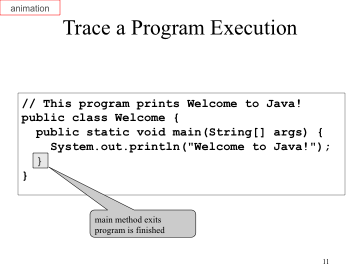 animation
Trace a Program Execution
// This program prints Welcome to Java!
public class Welcome {
public static void main(String[] args) {
System.out.println("Welcome to Java!");
}
}
main method exits
program is finished
11